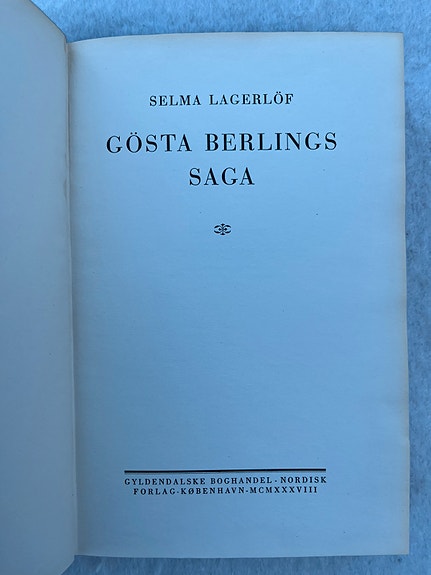 SELMA LAGERLÖF
GÖSTA BERLINGS
SAGA
GYLDENDALSKE BOGHANDEL · NORDISK
FORLAG · KØBENHAVN · MCMXXXVIII